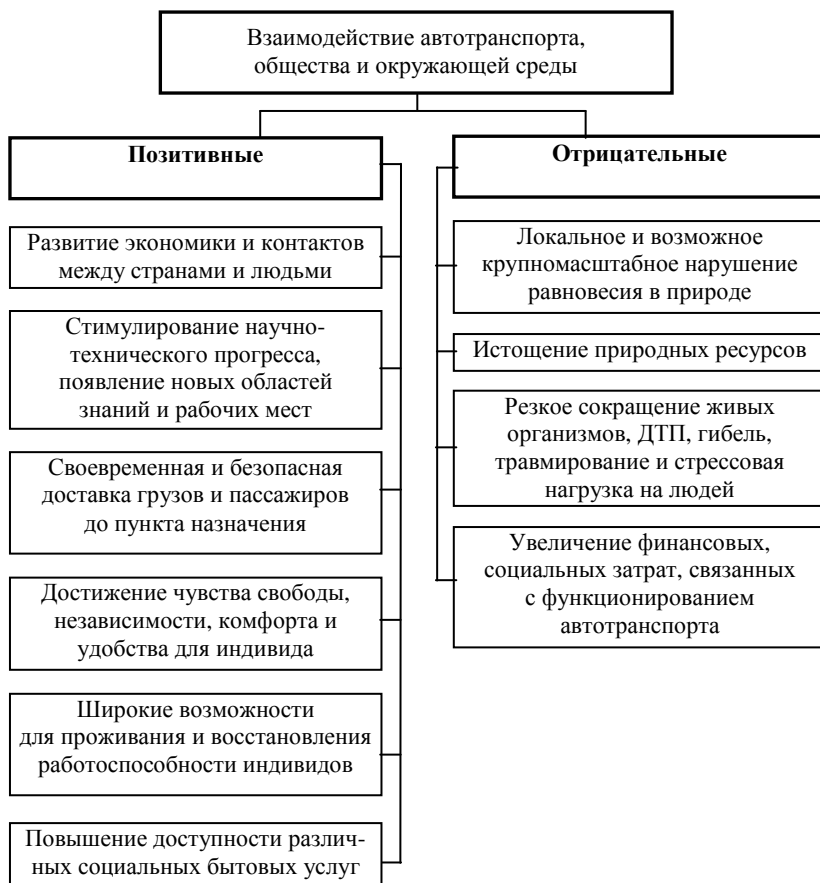 Взаимодействие автотранспорта,
общества и окружающей среды
Позитивные
Развитие экономики и контактов
между странами и людьми
Стимулирование научно-
технического прогресса,
появление новых областей
знаний и рабочих мест
Своевременная и безопасная
доставка грузов и пассажиров
до пункта назначения
Достижение чувства свободы,
независимости, комфорта и
удобства для индивида
Широкие возможности
для проживания и восстановления
работоспособности индивидов
Повышение доступности различ-
ных социальных бытовых услуг
Отрицательные
Локальное и возможное
крупномасштабное нарушение
равновесия в природе
Истощение природных ресурсов
Резкое сокращение живых
организмов, ДТП, гибель,
травмирование и стрессовая
нагрузка на людей
Увеличение финансовых,
социальных затрат, связанных
с функционированием
автотранспорта